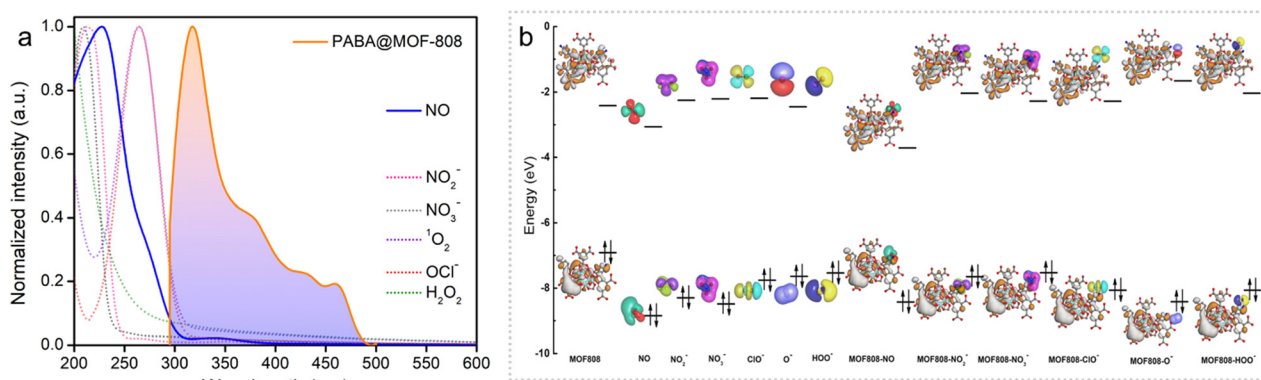 a
PABA@MOF-808
NO
NO₂⁻
NO₃⁻
¹O₂
OCl⁻
H₂O₂
Normalized intensity (a.u.)
1.0
0.8
0.6
0.4
0.2
0.0
200 250 300 350 400 450 500 550 600
b
Energy (eV)
0
-2
-4
-6
-8
-10
MOF808 NO NO₂⁻ NO₃⁻ ClO⁻ O⁻ HOO⁻ MOF808-NO MOF808-NO₂⁻ MOF808-NO₃⁻ MOF808-ClO⁻ MOF808-O⁻ MOF808-HOO⁻